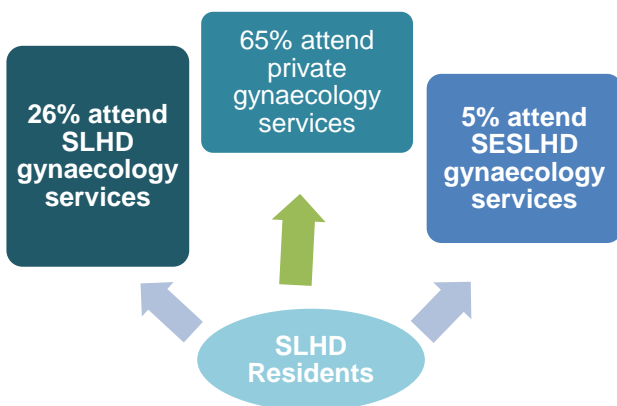 26% attend
SLHD
gynaecology
services
65% attend
private
gynaecology
services
5% attend
SESLHD
gynaecology
services
SLHD
Residents